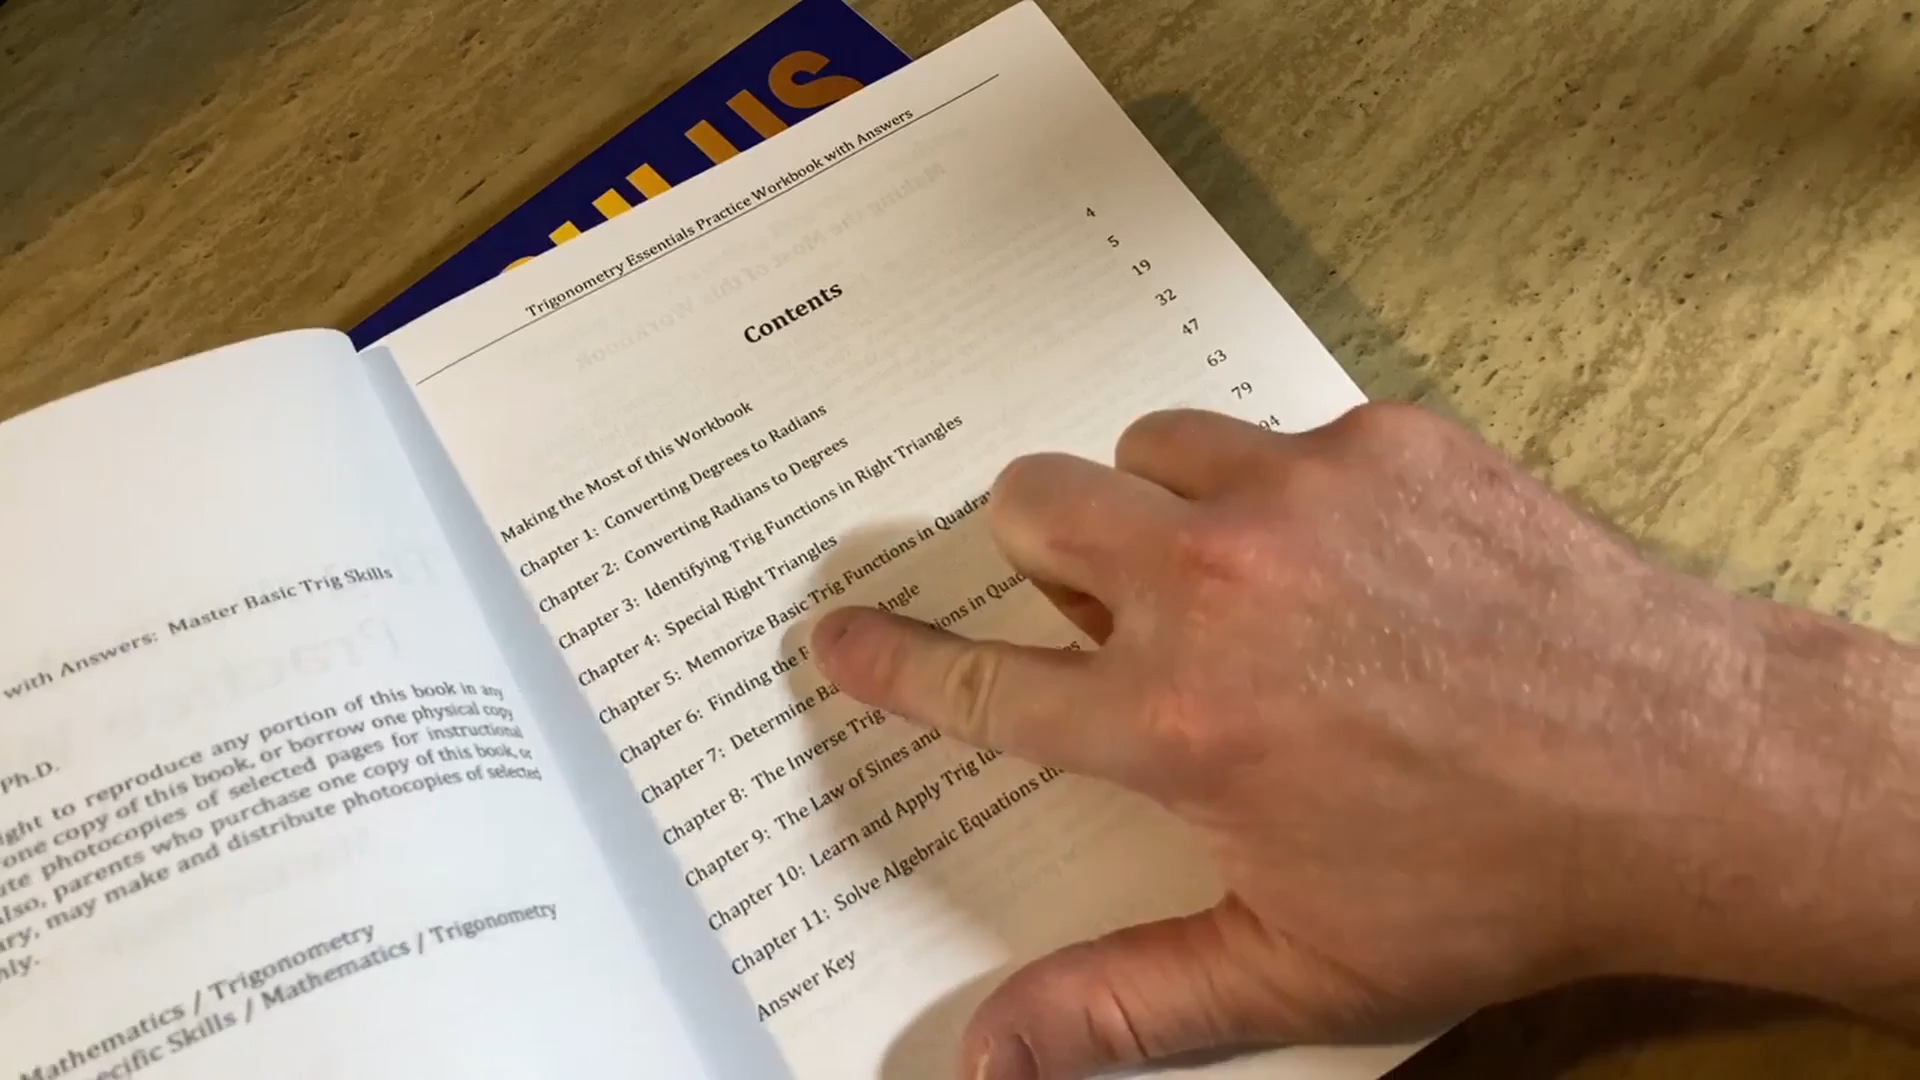 with Answers: Master Basic Trig Skills
Ph.D.
ght to reproduce any portion of this book in any
one copy of this book, or borrow one physical copy
photocopies of selected pages for instructional
parents who purchase one copy of this book, or
may make and distribute photocopies of selected
Mathematics / Trigonometry
Skills / Mathematics / Trigonometry
Trigonometry Essentials Practice Workbook with Answers
Contents
Making the Most of this Workbook 4
Chapter 1: Converting Degrees to Radians 5
Chapter 2: Converting Radians to Degrees 19
Chapter 3: Identifying Trig Functions in Right Triangles 32
Chapter 4: Special Right Triangles 47
Chapter 5: Memorize Basic Trig Functions in Quadra 63
Chapter 6: Finding the Angle 79
Chapter 7: Determine Ba tions in Quad 94
Chapter 8: The Inverse Trig
Chapter 9: The Law of Sines and
Chapter 10: Learn and Apply Trig Ide
Chapter 11: Solve Algebraic Equations th
Answer Key